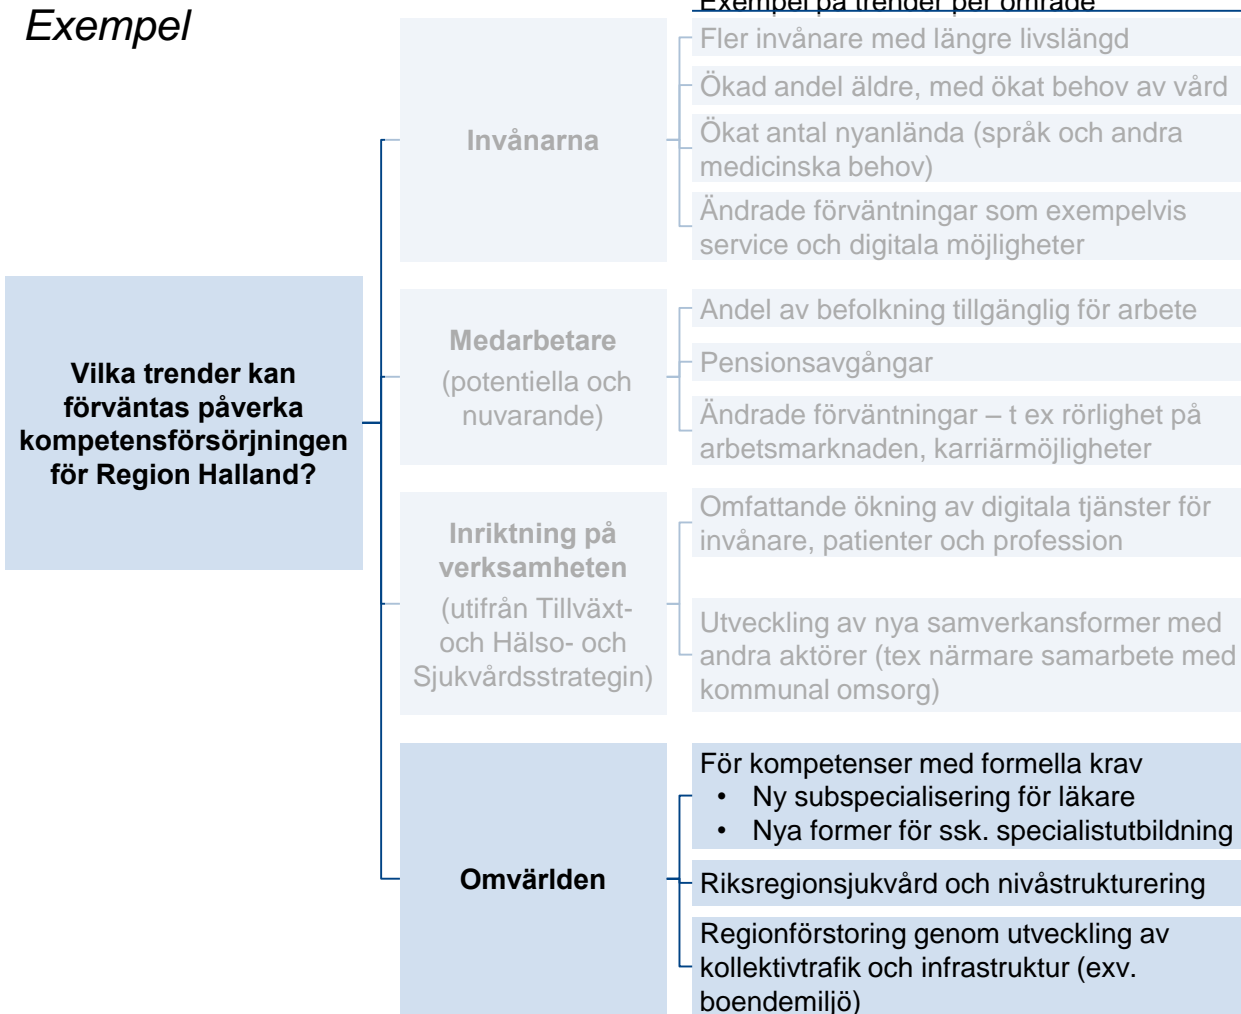 Exempel
Exempel på trender per område
Vilka trender kan
förväntas påverka
kompetensförsörjningen
för Region Halland?
Invånarna
Fler invånare med längre livslängd
Ökad andel äldre, med ökat behov av vård
Ökat antal nyanlända (språk och andra
medicinska behov)
Ändrade förväntningar som exempelvis
service och digitala möjligheter
Medarbetare
(potentiella och
nuvarande)
Andel av befolkning tillgänglig för arbete
Pensionsavgångar
Ändrade förväntningar – t ex rörlighet på
arbetsmarknaden, karriärmöjligheter
Inriktning på
verksamheten
(utifrån Tillväxt-
och Hälso- och
Sjukvårdsstrategin)
Omfattande ökning av digitala tjänster för
invånare, patienter och profession
Utveckling av nya samverkansformer med
andra aktörer (tex närmare samarbete med
kommunal omsorg)
Omvärlden
För kompetenser med formella krav
• Ny subspecialisering för läkare
• Nya former för ssk. specialistutbildning
Riksregionsjukvård och nivåstrukturering
Regionförstoring genom utveckling av
kollektivtrafik och infrastruktur (exv.
boendemiljö)